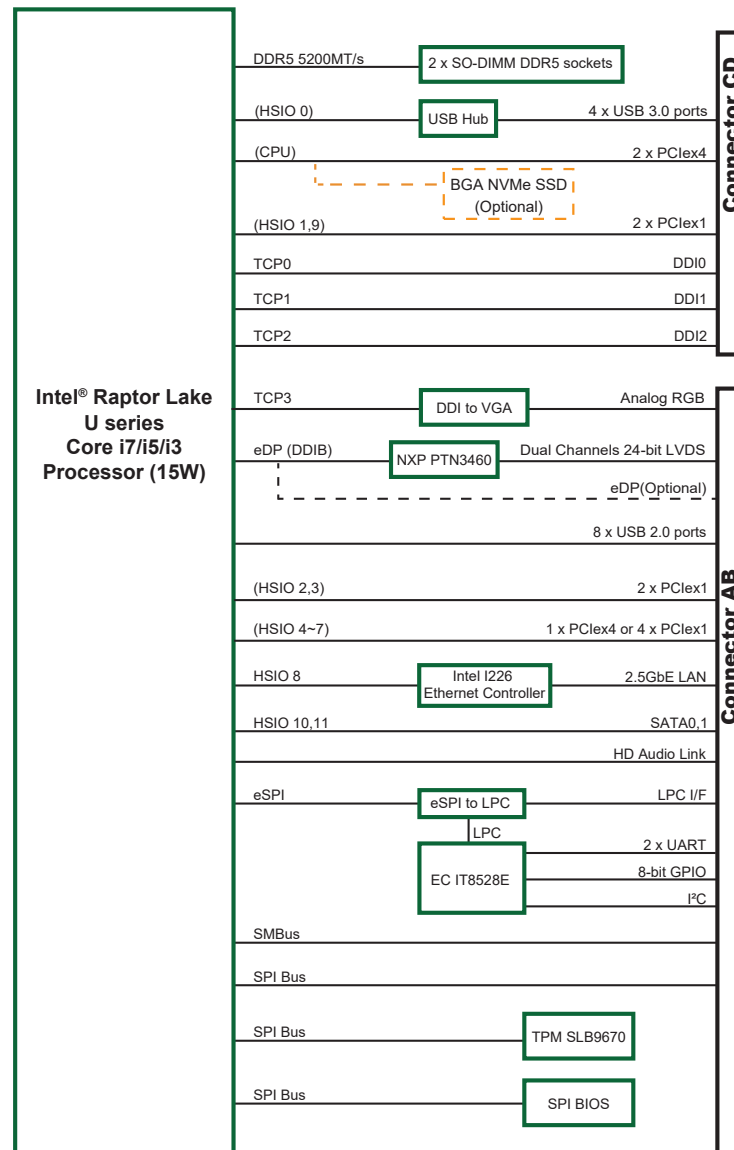 DDR5 5200MT/s
2 x SO-DIMM DDR5 sockets
(HSIO 0)
USB Hub
4 x USB 3.0 ports
(CPU)
2 x PCIex4
BGA NVMe SSD
(Optional)
(HSIO 1,9)
2 x PCIex1
TCP0
DDI0
TCP1
DDI1
TCP2
DDI2
Connector CD
Intel® Raptor Lake
U series
Core i7/i5/i3
Processor (15W)
TCP3
DDI to VGA
Analog RGB
eDP (DDIB)
NXP PTN3460
Dual Channels 24-bit LVDS
eDP(Optional)
8 x USB 2.0 ports
(HSIO 2,3)
2 x PCIex1
(HSIO 4~7)
1 x PCIex4 or 4 x PCIex1
HSIO 8
Intel I226
Ethernet Controller
2.5GbE LAN
HSIO 10,11
SATA0,1
HD Audio Link
eSPI
eSPI to LPC
LPC I/F
LPC
EC IT8528E
2 x UART
8-bit GPIO
I²C
SMBus
SPI Bus
Connector AB
SPI Bus
TPM SLB9670
SPI Bus
SPI BIOS